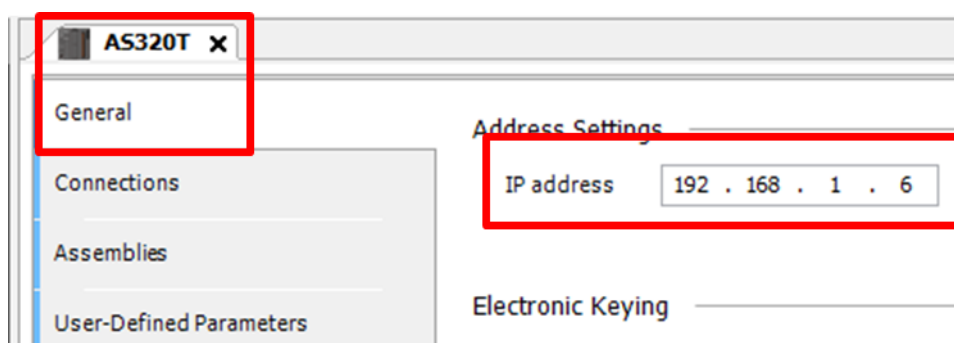 AS320T
General
Address Settings
IP address 192 . 168 . 1 . 6
Connections
Assemblies
Electronic Keying
User-Defined Parameters